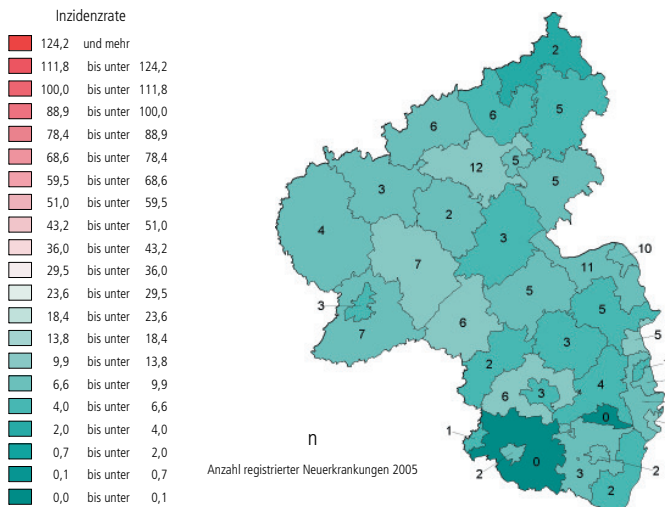 Inzidenzrate
124,2 und mehr
111,8 bis unter 124,2
100,0 bis unter 111,8
88,9 bis unter 100,0
78,4 bis unter 88,9
68,6 bis unter 78,4
59,5 bis unter 68,6
51,0 bis unter 59,5
43,2 bis unter 51,0
36,0 bis unter 43,2
29,5 bis unter 36,0
23,6 bis unter 29,5
18,4 bis unter 23,6
13,8 bis unter 18,4
9,9 bis unter 13,8
6,6 bis unter 9,9
4,0 bis unter 6,6
2,0 bis unter 4,0
0,7 bis unter 2,0
0,1 bis unter 0,7
0,0 bis unter 0,1
n
Anzahl registrierter Neuerkrankungen 2005
2
5
6
6
5
12
5
3
2
4
3
10
7
11
5
3
5
6
7
5
3
2
4
6
3
0
1
2
0
3
2
2